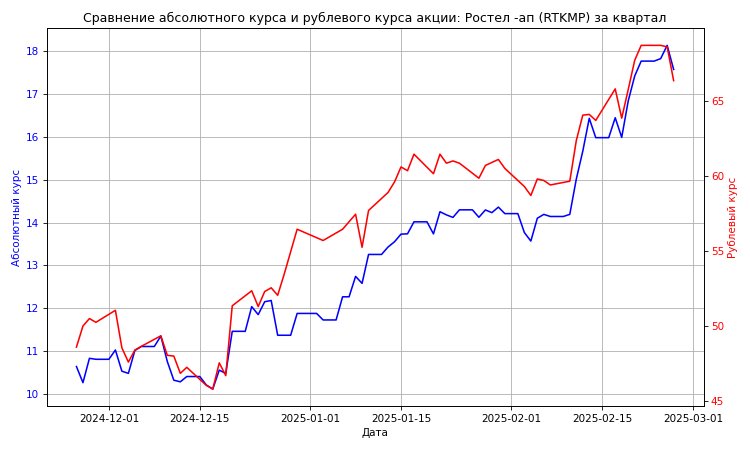 Сравнение абсолютного курса и рублевого курса акции: Ростел -ап (RTKMP) за квартал
Абсолютный курс
18
17
16
15
14
13
12
11
10
65
60
55
50
45
Рублевый курс
2024-12-01 2024-12-15 2025-01-01 2025-01-15 2025-02-01 2025-02-15 2025-03-01
Дата